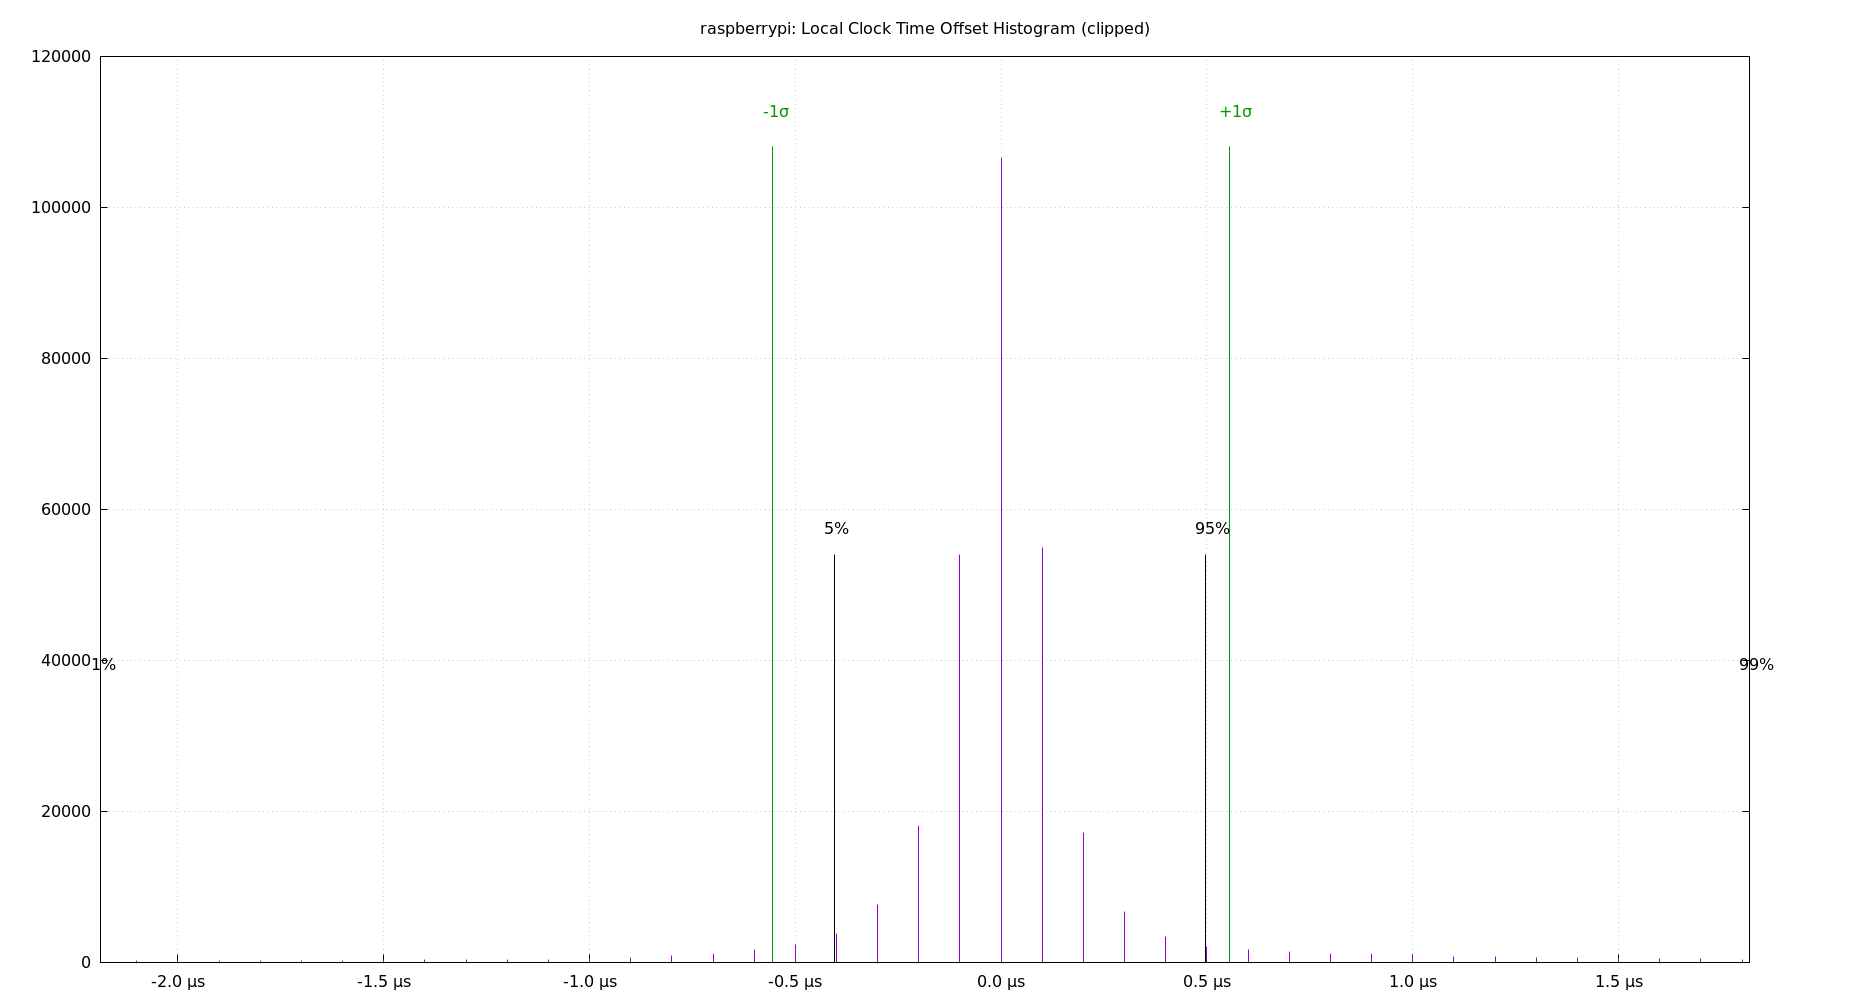 raspberrypi: Local Clock Time Offset Histogram (clipped)
120000
-1σ
+1σ
100000
80000
60000
5%
95%
40000
1%
99%
20000
0
-2.0 µs
-1.5 µs
-1.0 µs
-0.5 µs
0.0 µs
0.5 µs
1.0 µs
1.5 µs